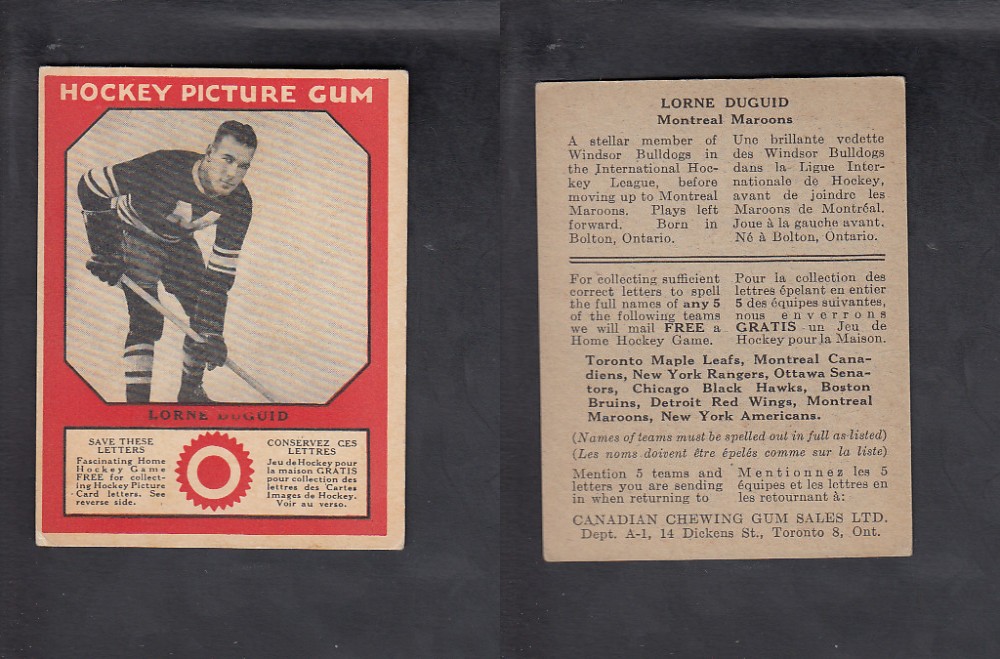 HOCKEY PICTURE GUM
M
LORNE DUGUID
SAVE THESE
LETTERS
Fascinating Home
Hockey Game
FREE for collect-
ing Hockey Picture
Card letters. See
reverse side.
CONSERVEZ CES
LETTRES
Jeu de Hockey pour
la maison GRATIS
pour collection des
lettres des Cartes
Images de Hockey.
Voir au verso.
LORNE DUGUID
Montreal Maroons
A stellar member of
Windsor Bulldogs in
the International Hoc-
key League, before
moving up to Montreal
Maroons. Plays left
forward. Born in
Bolton, Ontario.
Une brillante vedette
des Windsor Bulldogs
dans la Ligue Inter-
nationale de Hockey,
avant de joindre les
Maroons de Montréal.
Joue à la gauche avant.
Né à Bolton, Ontario.
For collecting sufficient
correct letters to spell
the full names of any 5
of the following teams
we will mail FREE a
Home Hockey Game.
Pour la collection des
lettres épelant en entier
5 des équipes suivantes,
nous enverrons
GRATIS un Jeu de
Hockey pour la Maison.
Toronto Maple Leafs, Montreal Cana-
diens, New York Rangers, Ottawa Sena-
tors, Chicago Black Hawks, Boston
Bruins, Detroit Red Wings, Montreal
Maroons, New York Americans.
(Names of teams must be spelled out in full as listed)
(Les noms doivent être épelés comme sur la liste)
Mention 5 teams and
letters you are sending
in when returning to
Mentionnez les 5
équipes et les lettres en
les retournant à:
CANADIAN CHEWING GUM SALES LTD.
Dept. A-1, 14 Dickens St., Toronto 8, Ont.